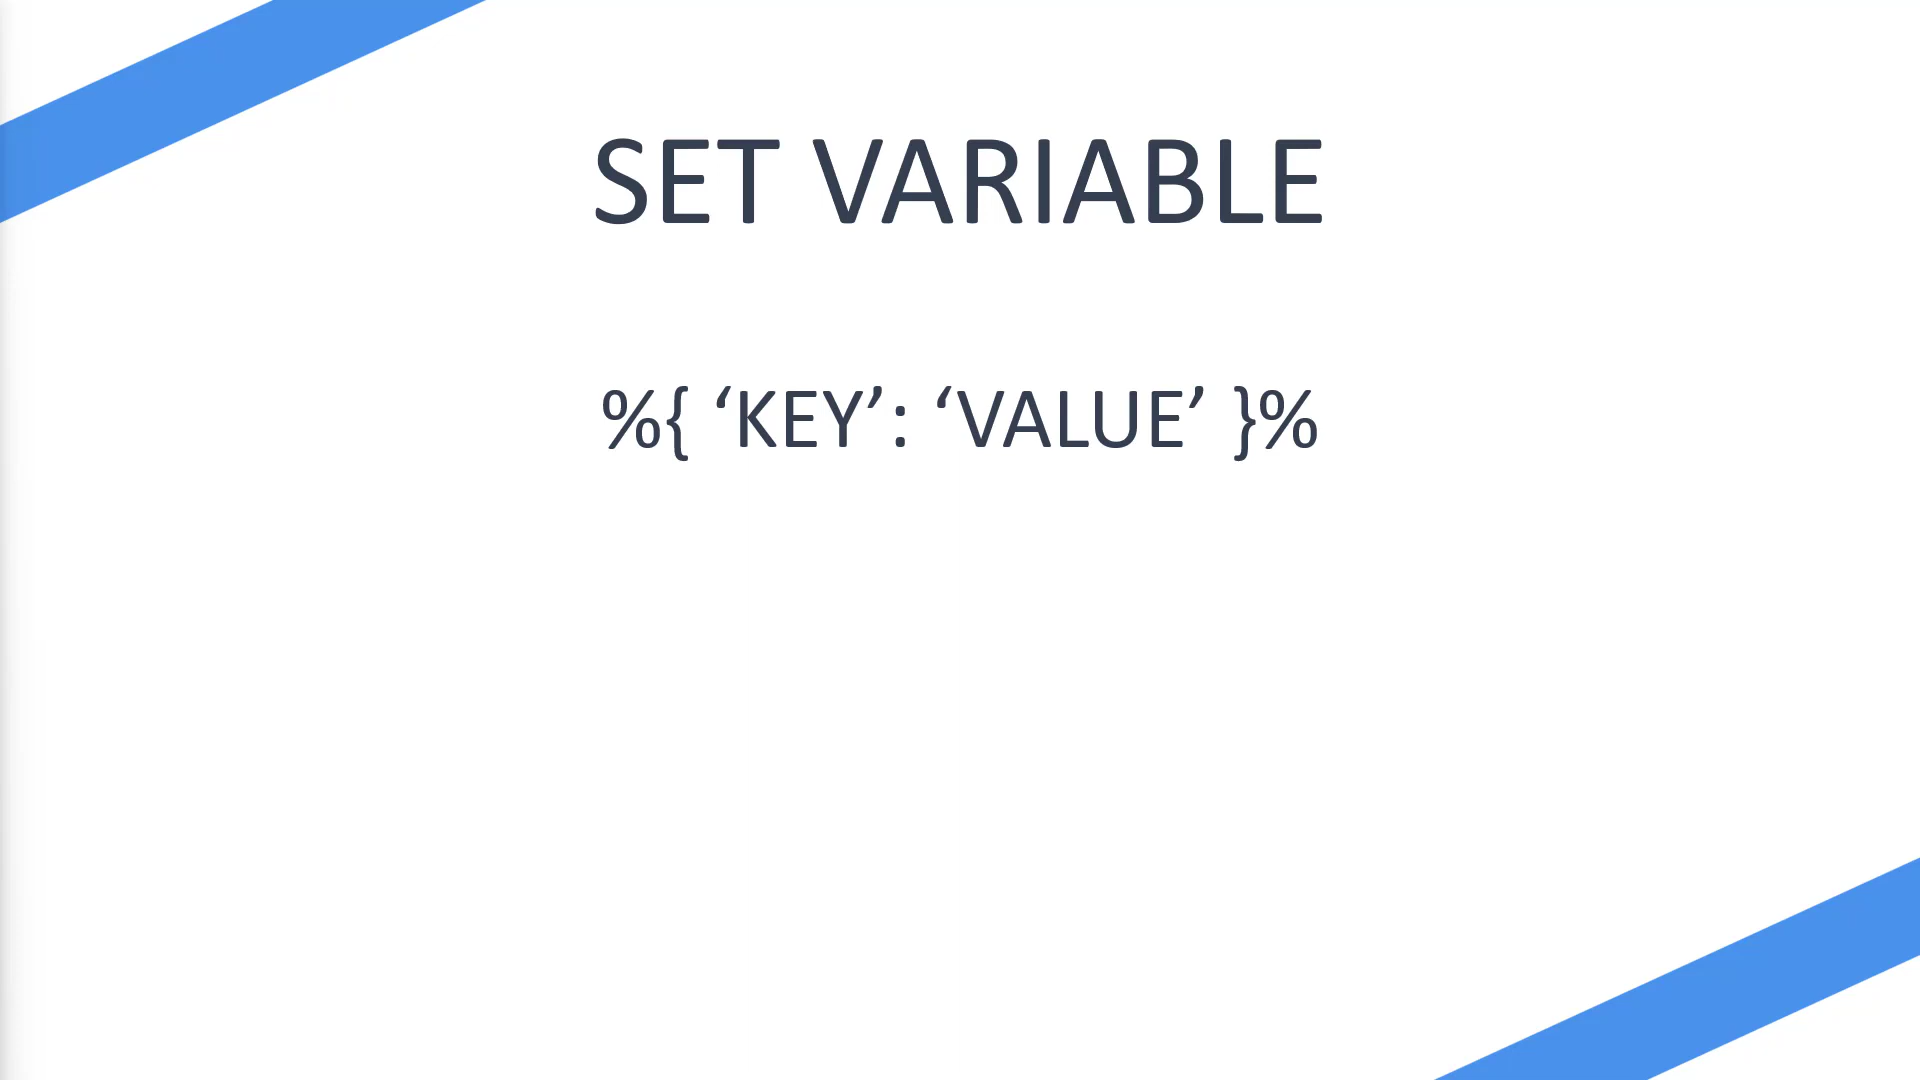 SET VARIABLE
%{ ‘KEY’: ‘VALUE’ }%